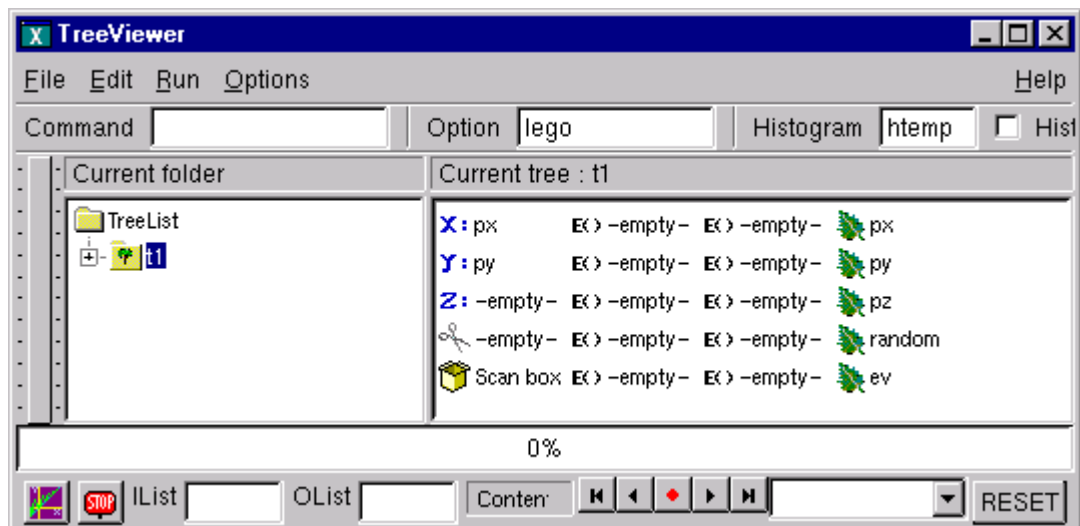 TreeViewer
File Edit Run Options Help
Command Option lego Histogram htemp Hist
Current folder Current tree : t1
TreeList
t1
X: px E() -empty- E() -empty- px
Y: py E() -empty- E() -empty- py
Z: -empty- E() -empty- E() -empty- pz
-empty- E() -empty- E() -empty- random
Scan box E() -empty- E() -empty- ev
0%
STOP IList OList Conten RESET